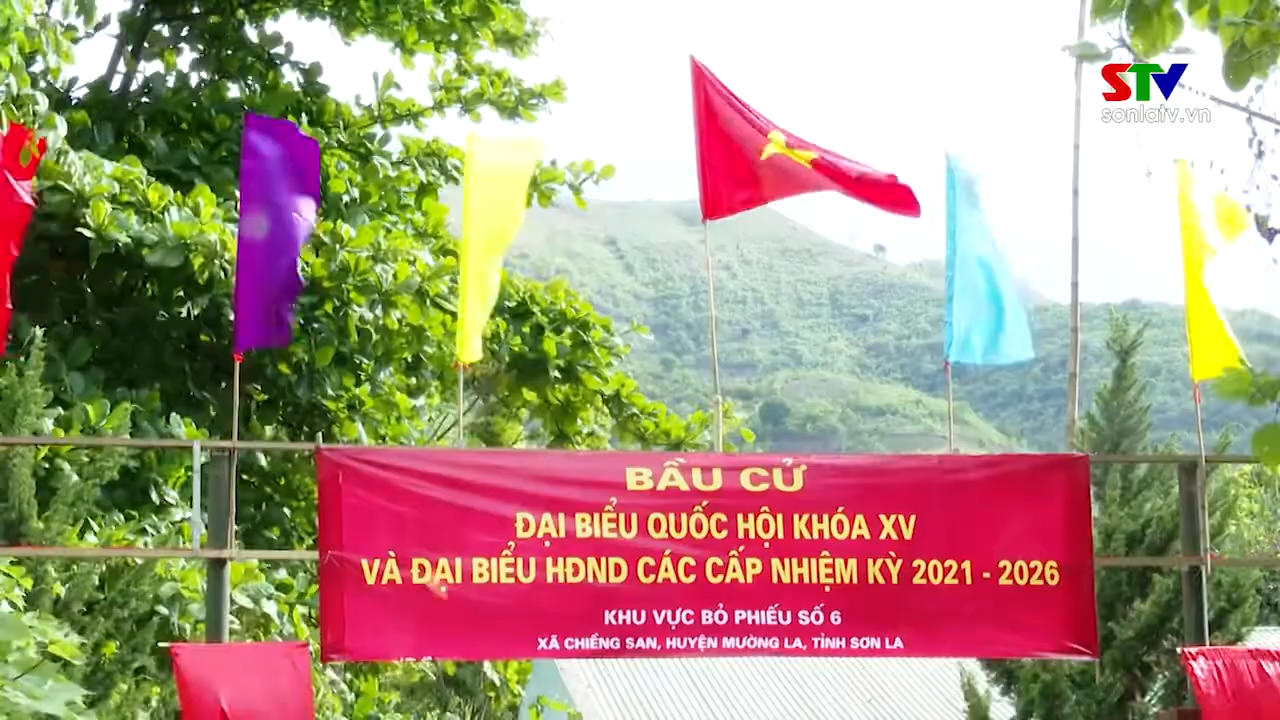 STV
sonlatv.vn
BẦU CỬ
ĐẠI BIỂU QUỐC HỘI KHÓA XV
VÀ ĐẠI BIỂU HĐND CÁC CẤP NHIỆM KỲ 2021 - 2026
KHU VỰC BỎ PHIẾU SỐ 6
XÃ CHIỀNG SAN, HUYỆN MƯỜNG LA, TỈNH SƠN LA